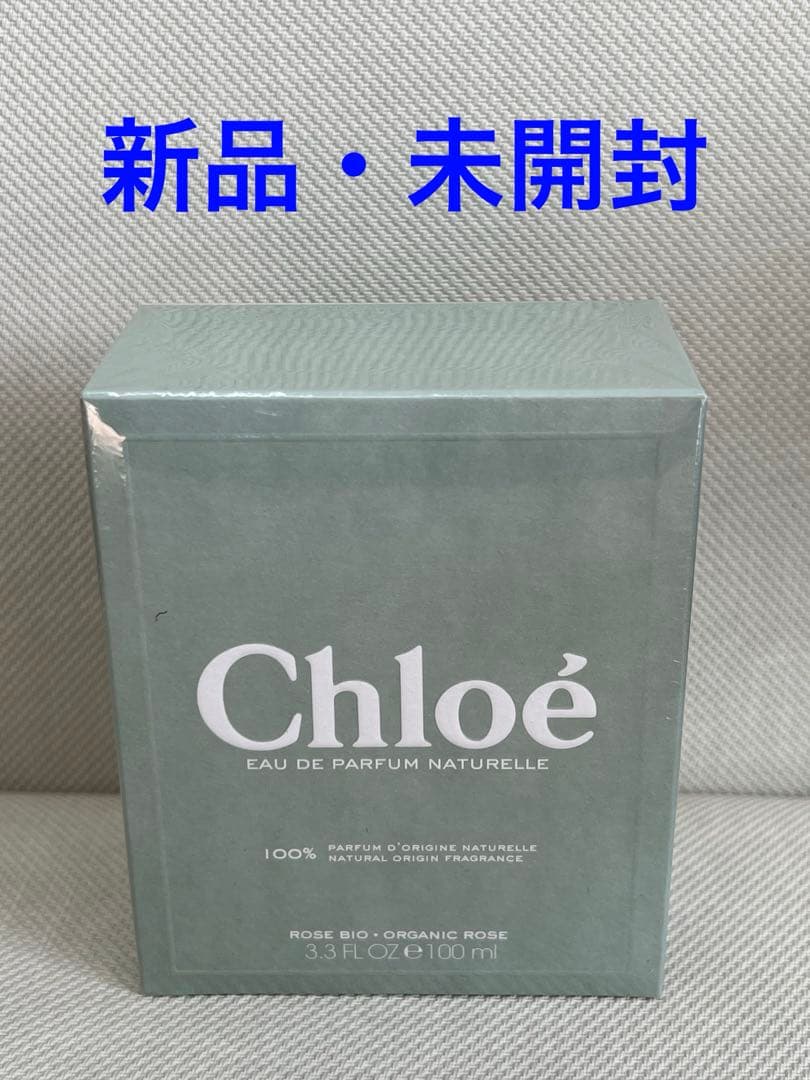 新品・未開封
Chloé
EAU DE PARFUM NATURELLE
100% PARFUM D'ORIGINE NATURELLE
NATURAL ORIGIN FRAGRANCE
ROSE BIO • ORGANIC ROSE
3.3 FL OZ ℮ 100 ml